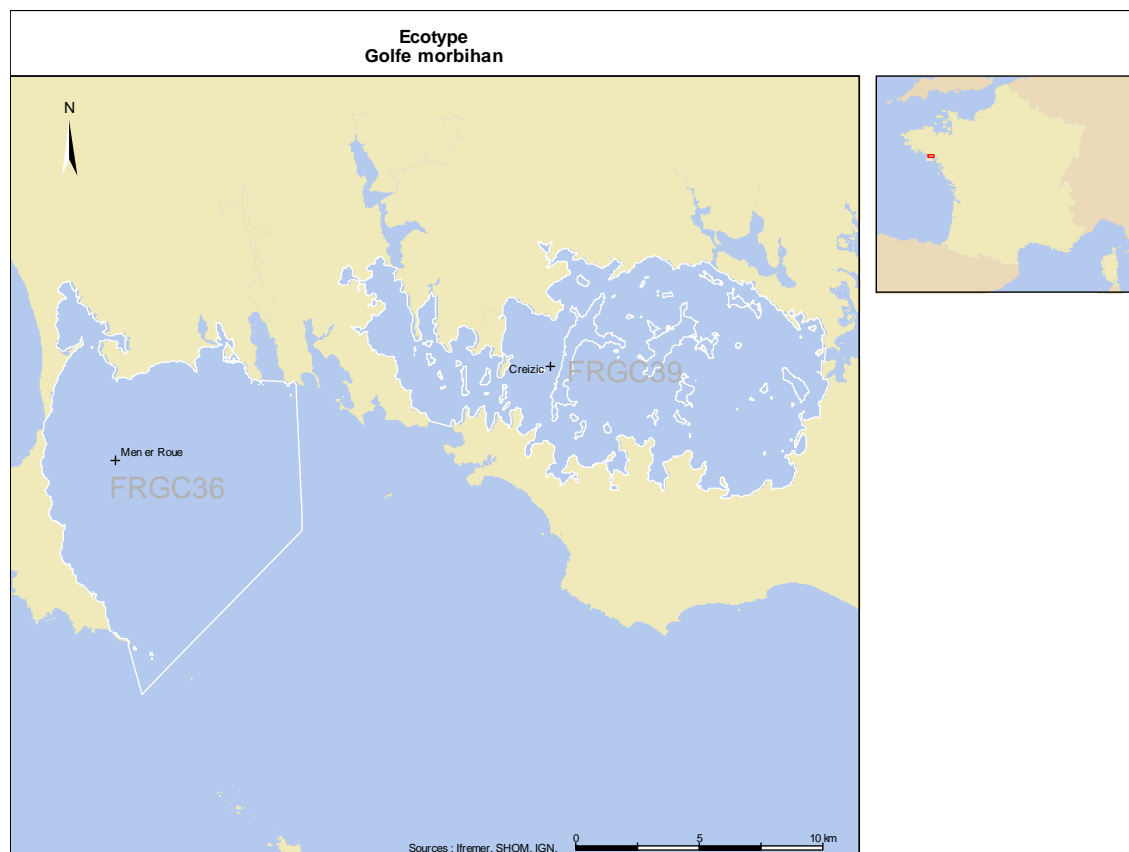 Ecotype
Golfe morbihan
N
Creizic
FRGC39
Men er Roue
FRGC36
0 5 10 km
Sources : Ifremer, SHOM, IGN.